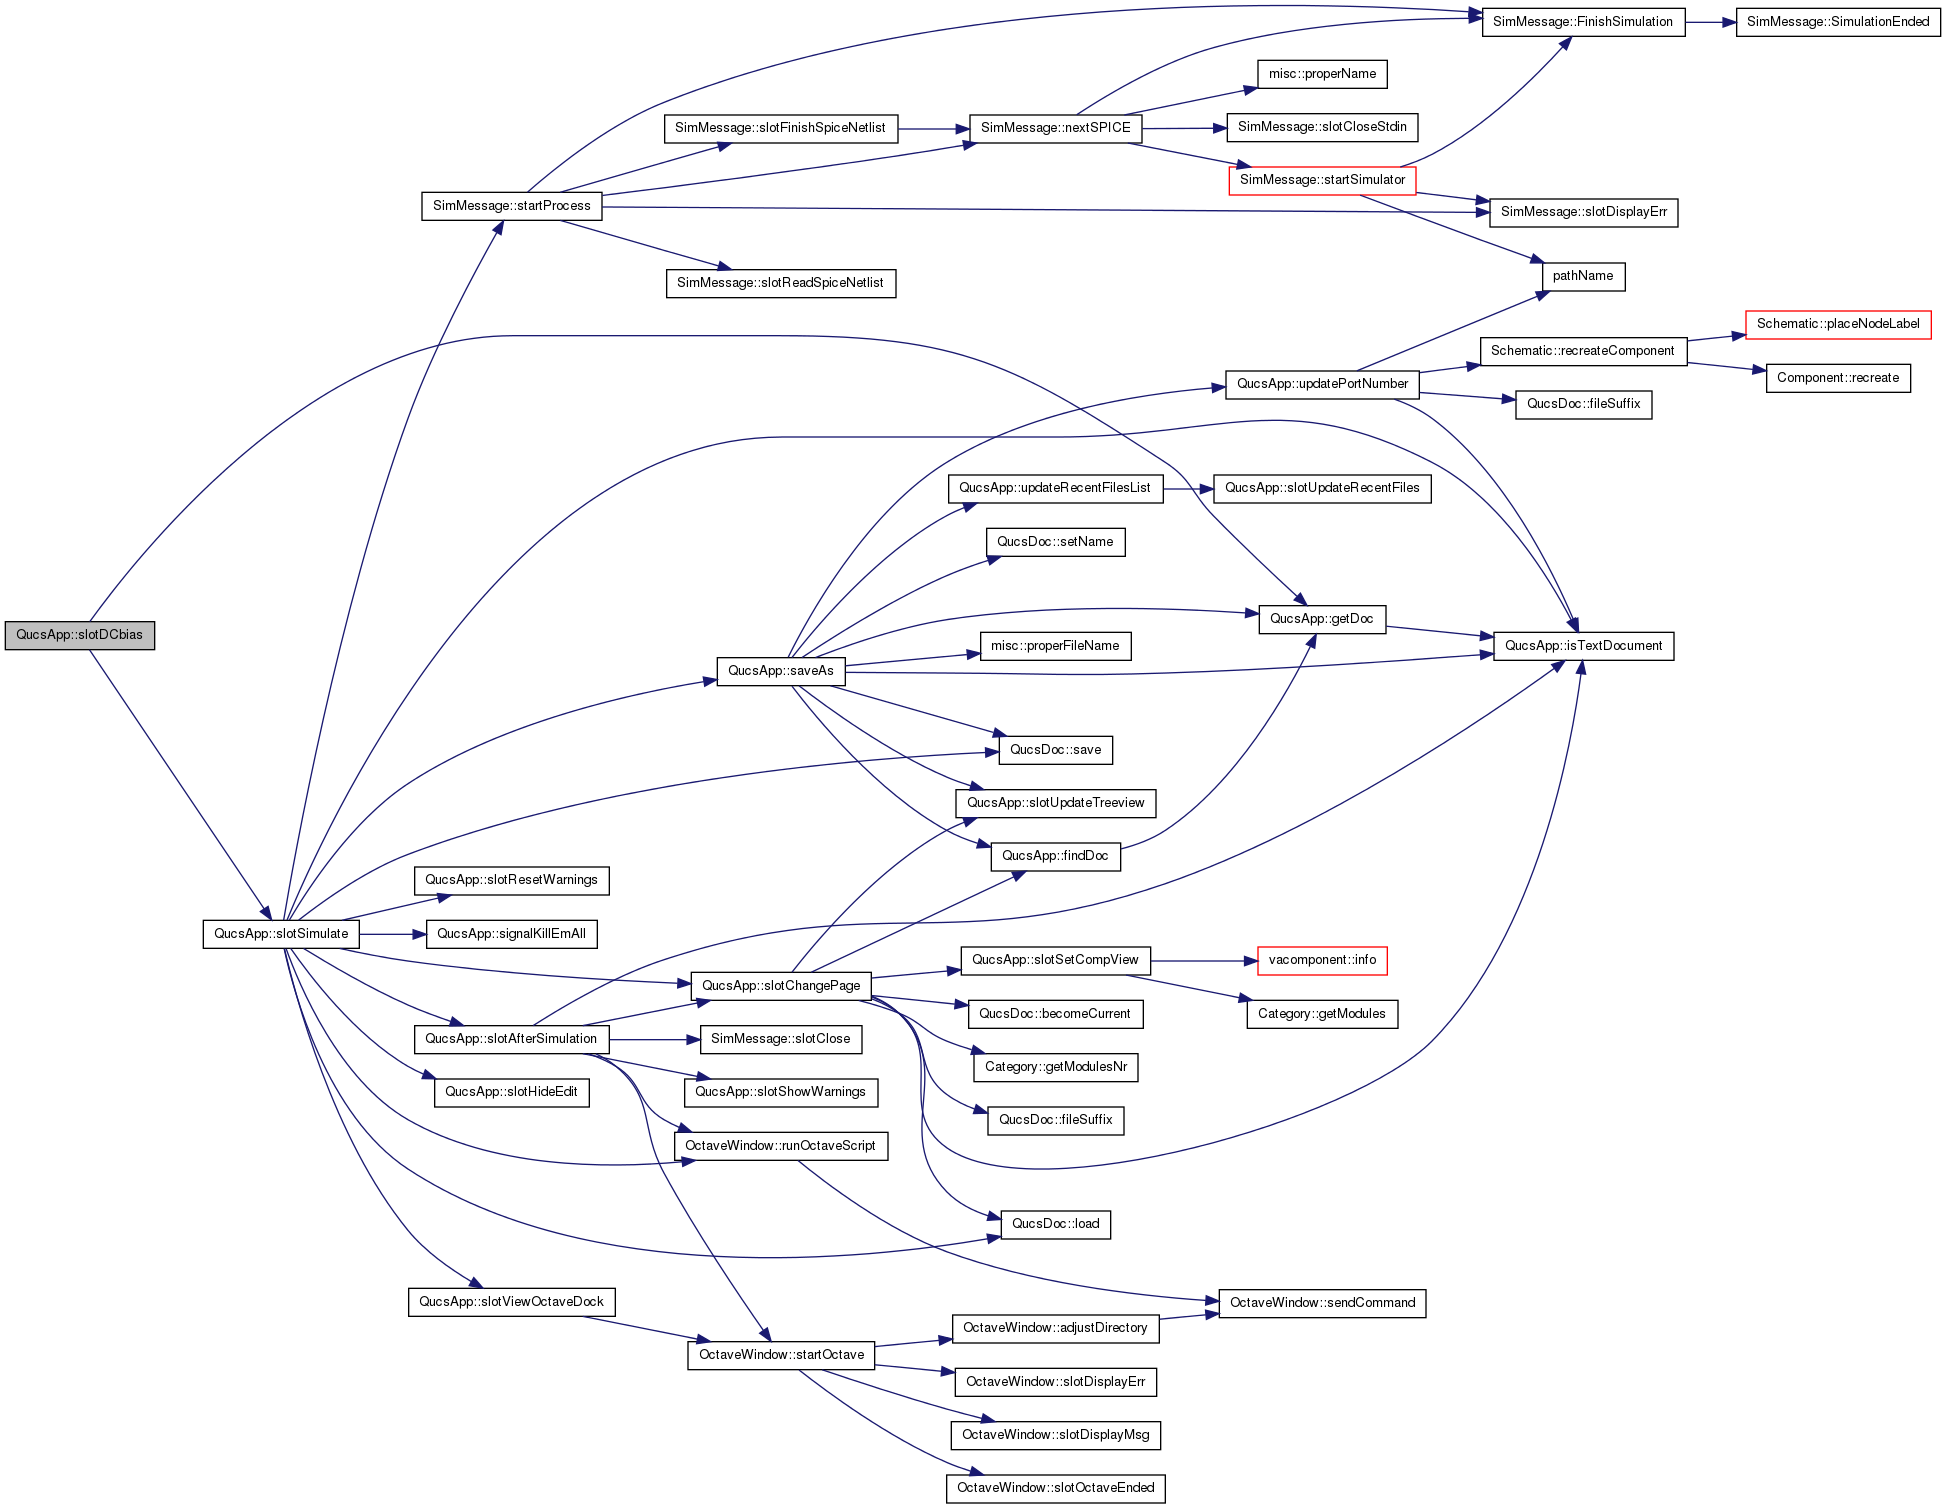 SimMessage::FinishSimulation
SimMessage::SimulationEnded
misc::properName
SimMessage::slotFinishSpiceNetlist
SimMessage::nextSPICE
SimMessage::slotCloseStdin
SimMessage::startSimulator
SimMessage::startProcess
SimMessage::slotDisplayErr
SimMessage::slotReadSpiceNetlist
pathName
Schematic::placeNodeLabel
Schematic::recreateComponent
QucsApp::updatePortNumber
Component::recreate
QucsDoc::fileSuffix
QucsApp::updateRecentFilesList
QucsApp::slotUpdateRecentFiles
QucsDoc::setName
QucsApp::getDoc
QucsApp::slotDCbias
misc::properFileName
QucsApp::isTextDocument
QucsApp::saveAs
QucsDoc::save
QucsApp::slotUpdateTreeview
QucsApp::findDoc
QucsApp::slotResetWarnings
QucsApp::slotSimulate
QucsApp::signalKillEmAll
QucsApp::slotSetCompView
vacomponent::info
QucsApp::slotChangePage
QucsDoc::becomeCurrent
Category::getModules
QucsApp::slotAfterSimulation
SimMessage::slotClose
Category::getModulesNr
QucsApp::slotHideEdit
QucsApp::slotShowWarnings
QucsDoc::fileSuffix
OctaveWindow::runOctaveScript
QucsDoc::load
QucsApp::slotViewOctaveDock
OctaveWindow::sendCommand
OctaveWindow::adjustDirectory
OctaveWindow::startOctave
OctaveWindow::slotDisplayErr
OctaveWindow::slotDisplayMsg
OctaveWindow::slotOctaveEnded